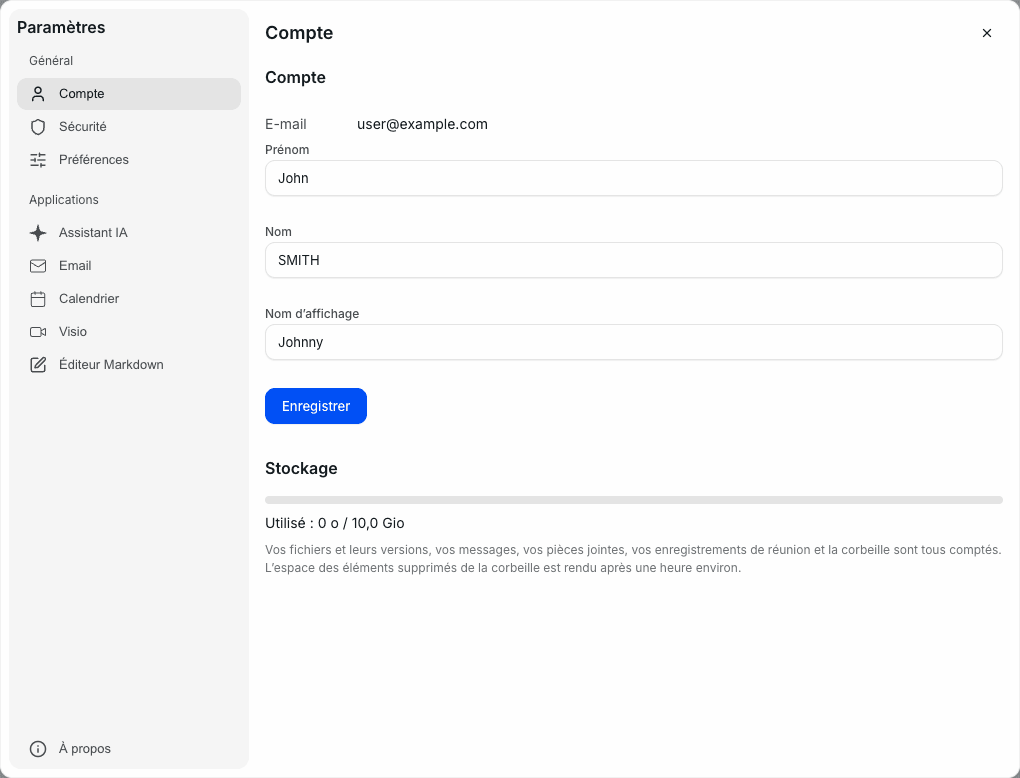 Paramètres
Général
Compte
Sécurité
Préférences
Applications
Assistant IA
Email
Calendrier
Visio
Éditeur Markdown
À propos
Compte
Compte
E-mail user@example.com
Prénom
John
Nom
SMITH
Nom d’affichage
Johnny
Enregistrer
Stockage
Utilisé : 0 o / 10,0 Gio
Vos fichiers et leurs versions, vos messages, vos pièces jointes, vos enregistrements de réunion et la corbeille sont tous comptés.
L’espace des éléments supprimés de la corbeille est rendu après une heure environ.